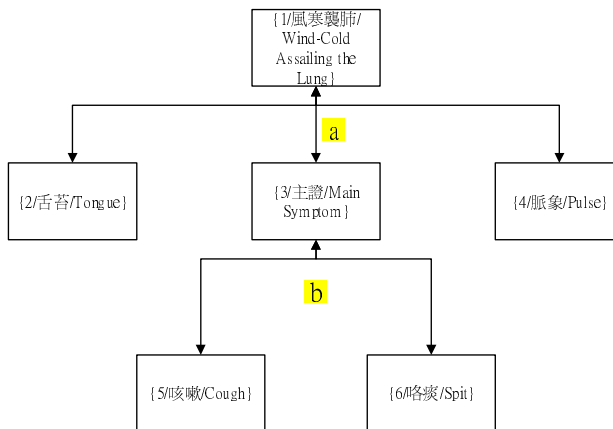 {1/風寒襲肺/
Wind-Cold
Assailing the
Lung}
a
{2/舌苔/Tongue}
{3/主證/Main
Symptom}
{4/脈象/Pulse}
b
{5/咳嗽/Cough}
{6/咯痰/Spit}